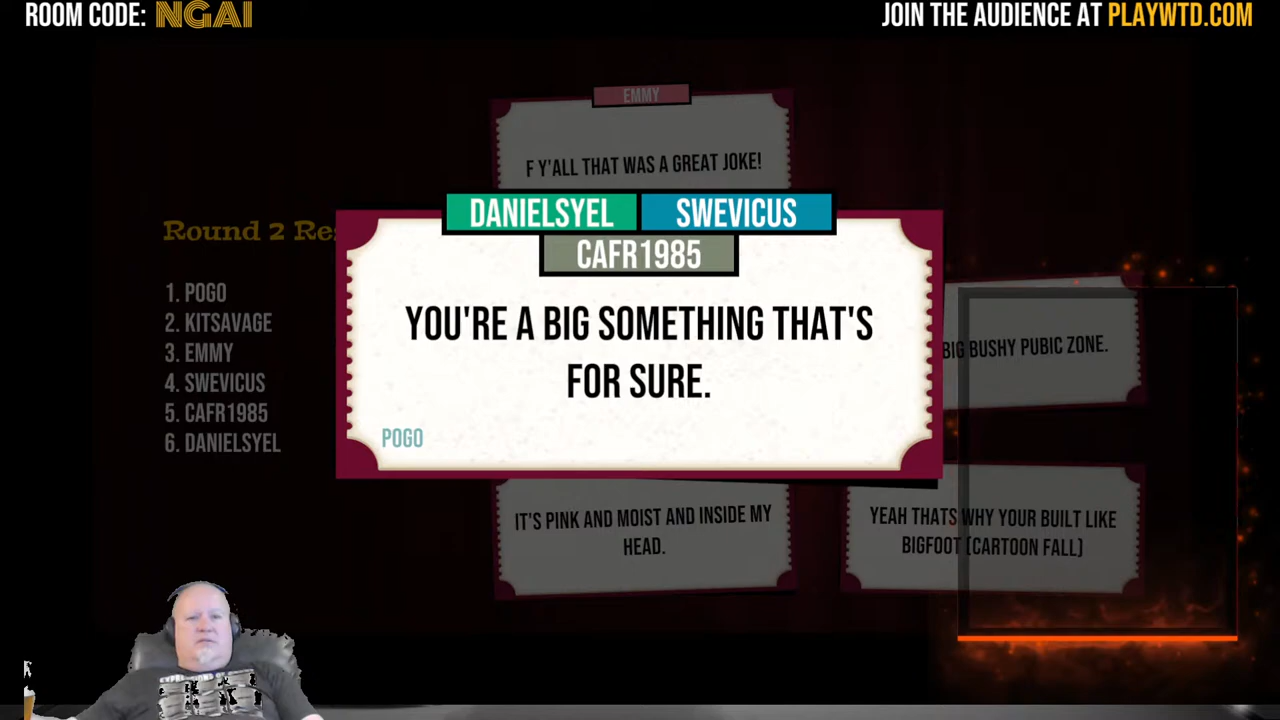 ROOM CODE: NGAI
JOIN THE AUDIENCE AT PLAYWTD.COM
EMMY
F Y'ALL THAT WAS A GREAT JOKE!
DANIELSYEL
SWEVICUS
CAFR1985
YOU'RE A BIG SOMETHING THAT'S
FOR SURE.
POGO
Round 2 Re
1. POGO
2. KITSAVAGE
3. EMMY
4. SWEVICUS
5. CAFR1985
6. DANIELSYEL
BIG BUSHY PUBIC ZONE.
IT'S PINK AND MOIST AND INSIDE MY
HEAD.
YEAH THATS WHY YOUR BUILT LIKE
BIGFOOT (CARTOON FALL)